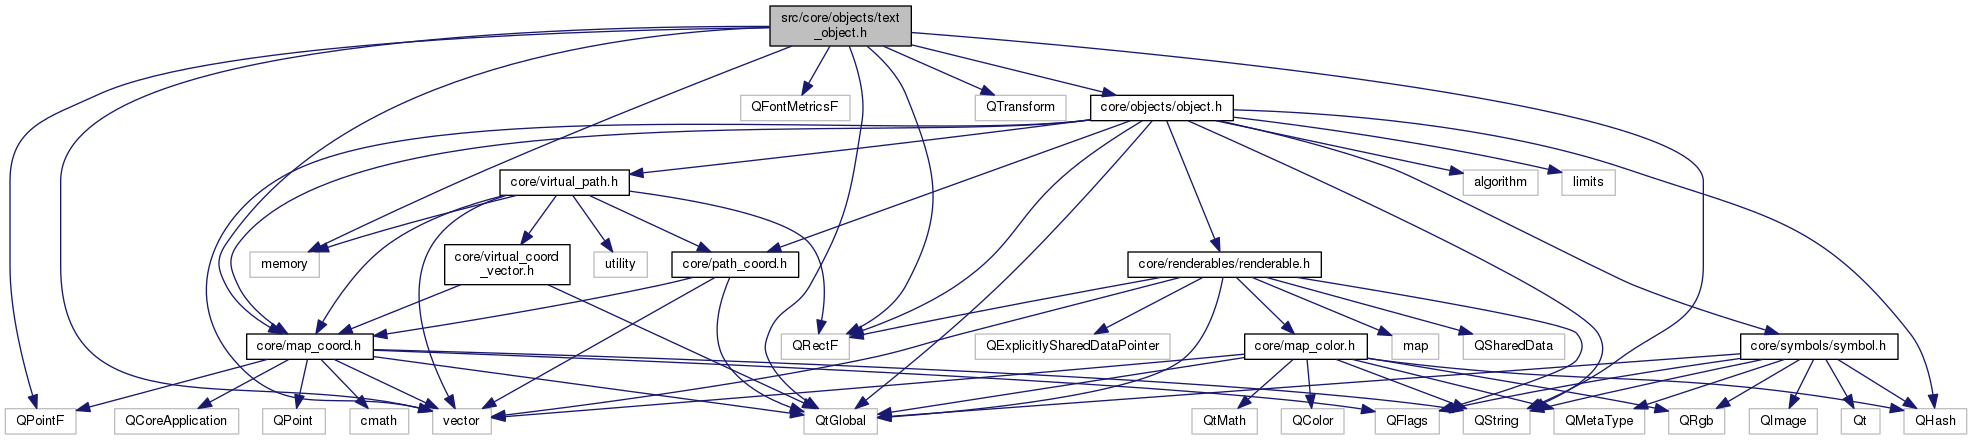 src/core/objects/text
_object.h
QFontMetricsF
QTransform
core/objects/object.h
core/virtual_path.h
algorithm
limits
memory
core/virtual_coord
_vector.h
utility
core/path_coord.h
core/renderables/renderable.h
core/map_coord.h
QRectF
QExplicitlySharedDataPointer
core/map_color.h
map
QSharedData
core/symbols/symbol.h
QPointF
QCoreApplication
QPoint
cmath
vector
QtGlobal
QtMath
QColor
QFlags
QString
QMetaType
QRgb
QImage
Qt
QHash